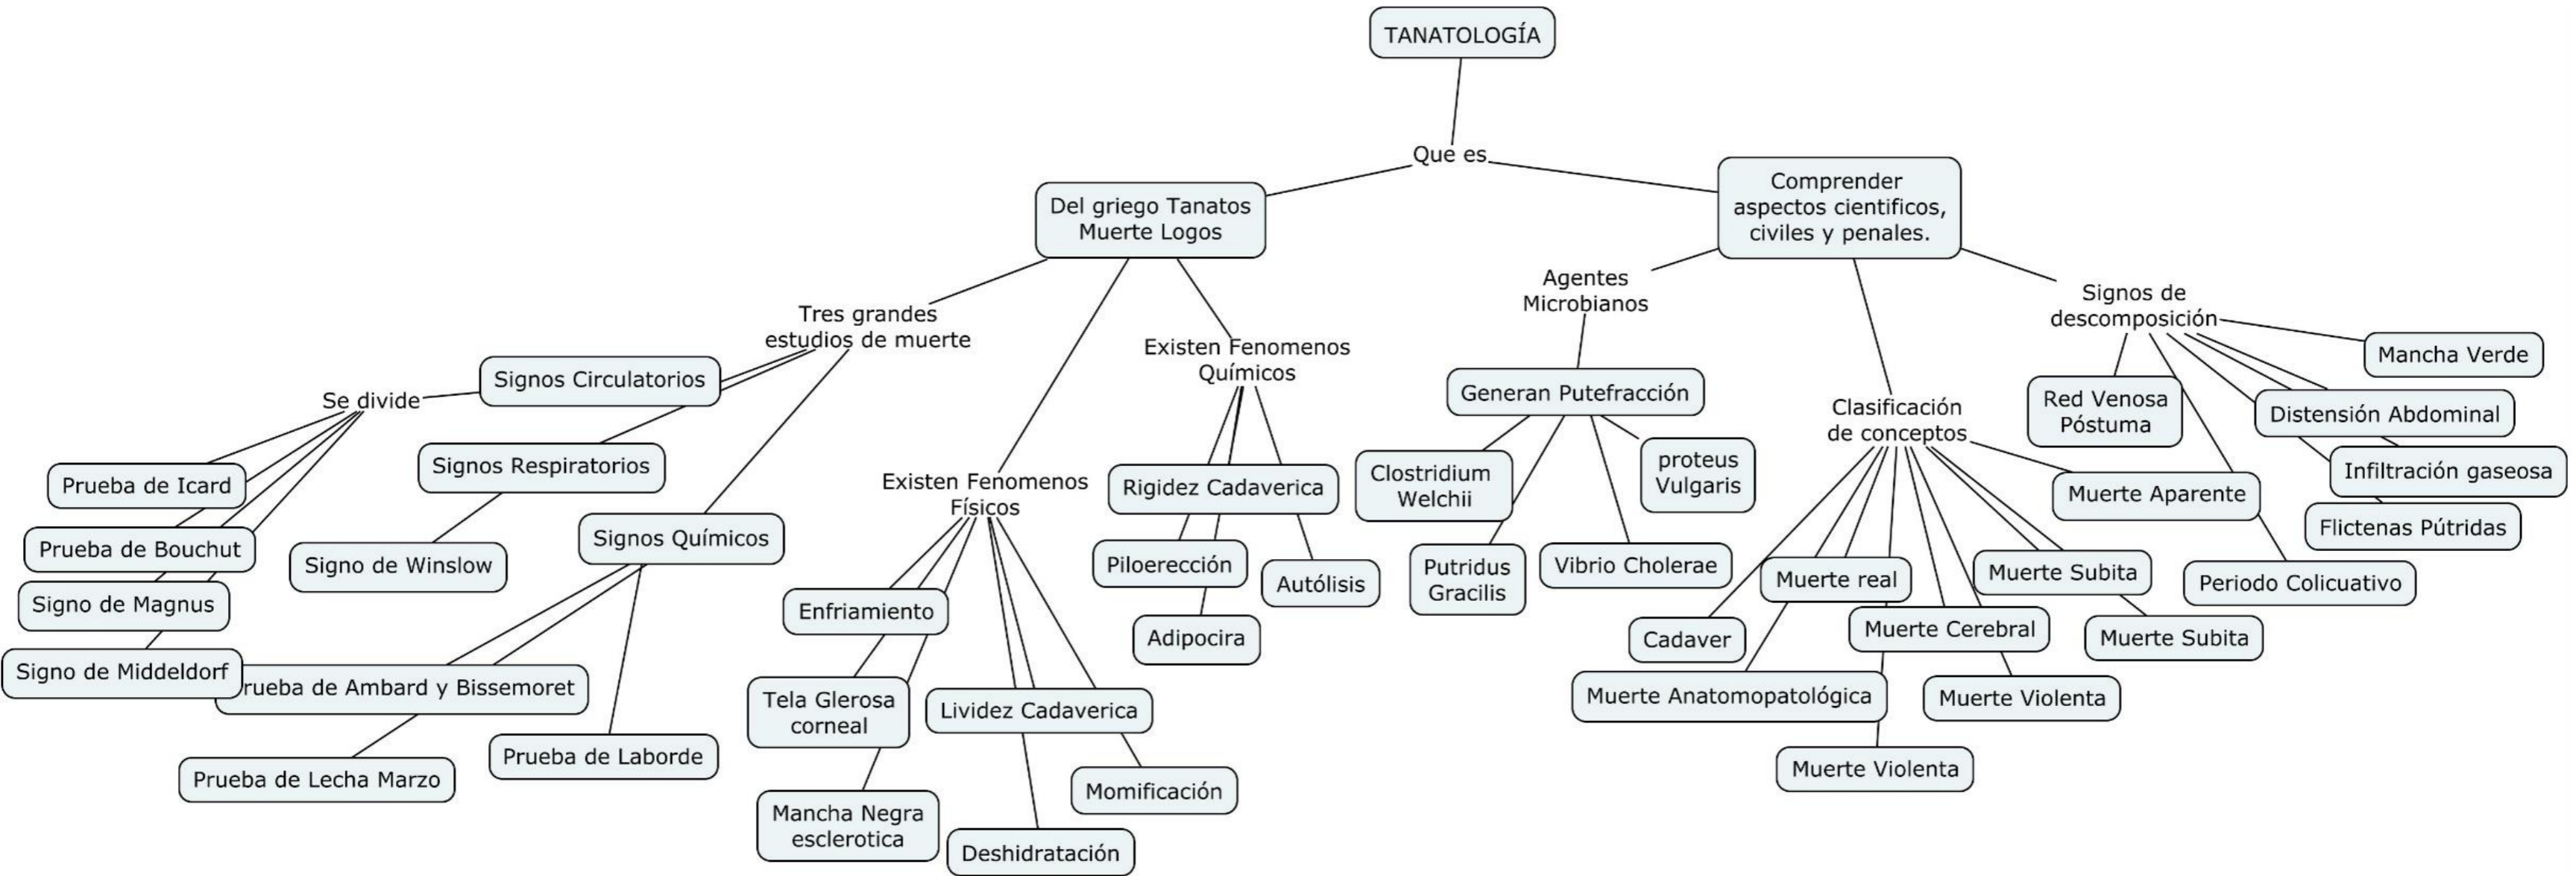 TANATOLOGÍA
Que es
Del griego Tanatos
Muerte Logos
Comprender
aspectos cientificos,
civiles y penales.
Tres grandes
estudios de muerte
Signos Circulatorios
Se divide
Prueba de Icard
Prueba de Bouchut
Signo de Magnus
Signo de Middeldorf
Signos Respiratorios
Signo de Winslow
Signos Químicos
rueba de Ambard y Bissemoret
Prueba de Lecha Marzo
Prueba de Laborde
Existen Fenomenos
Físicos
Enfriamiento
Tela Glerosa
corneal
Mancha Negra
esclerotica
Lividez Cadaverica
Deshidratación
Momificación
Existen Fenomenos
Químicos
Rigidez Cadaverica
Piloerección
Autólisis
Adipocira
Agentes
Microbianos
Generan Putefracción
Clostridium
Welchii
proteus
Vulgaris
Putridus
Gracilis
Vibrio Cholerae
Clasificación
de conceptos
Muerte Aparente
Muerte real
Muerte Subita
Cadaver
Muerte Cerebral
Muerte Subita
Muerte Anatomopatológica
Muerte Violenta
Muerte Violenta
Signos de
descomposición
Mancha Verde
Red Venosa
Póstuma
Distensión Abdominal
Infiltración gaseosa
Flictenas Pútridas
Periodo Colicuativo